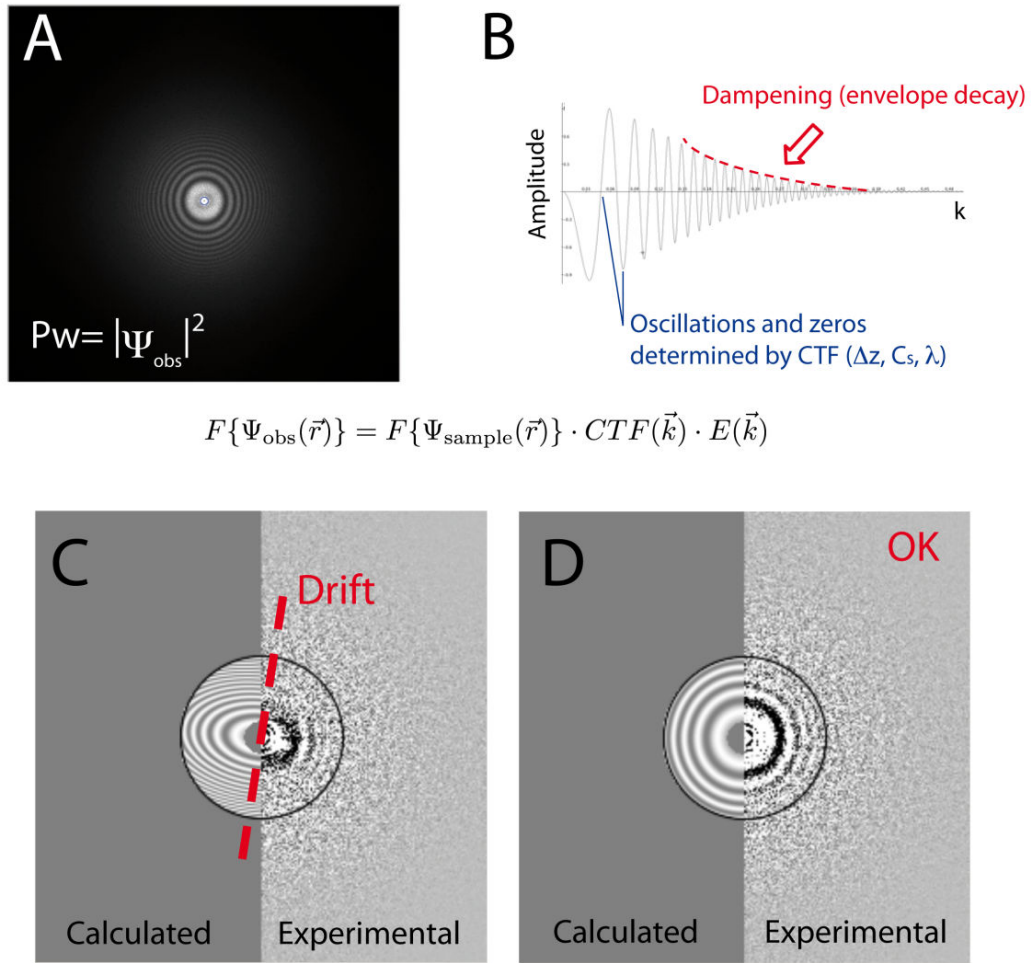 A
Pw= |Ψobs|²
B
Dampening (envelope decay)
Amplitude
k
Oscillations and zeros
determined by CTF (Δz, Cs, λ)
F{Ψobs(r⃗)} = F{Ψsample(r⃗)} · CTF(k⃗) · E(k⃗)
C
Drift
Calculated
Experimental
D
OK
Calculated
Experimental